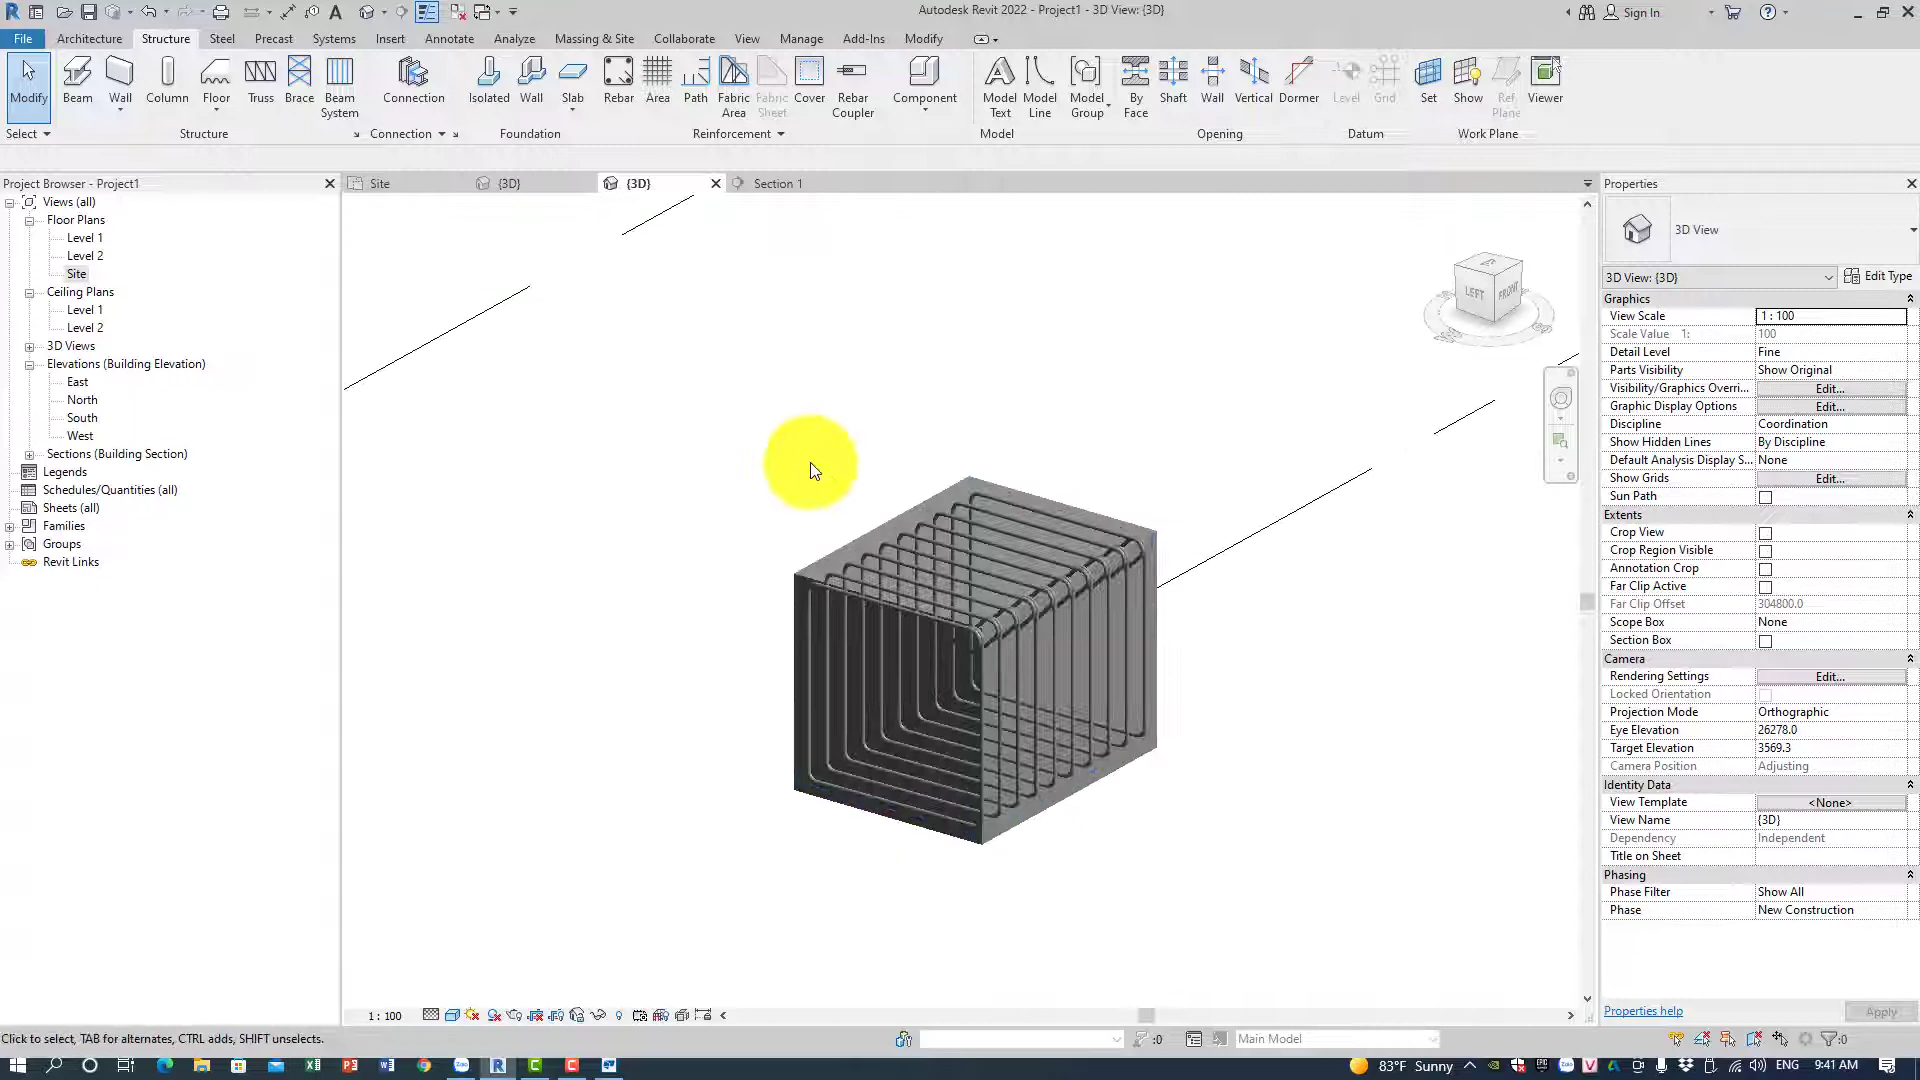 Autodesk Revit 2022 - Project1 - 3D View: {3D}
Sign In
File Architecture Structure Steel Precast Systems Insert Annotate Analyze Massing & Site Collaborate View Manage Add-Ins Modify
Modify Beam Wall Column Floor Truss Brace Beam System Connection Isolated Wall Slab Rebar Area Path Fabric Area Fabric Sheet Cover Rebar Coupler Component Model Text Model Line Model Group By Face Shaft Wall Vertical Dormer Level Grid Set Show Ref Plane Viewer
Select Structure Connection Foundation Reinforcement Model Opening Datum Work Plane
Project Browser - Project1
Site {3D} {3D} Section 1
Properties
Views (all)
Floor Plans
Level 1
Level 2
Site
Ceiling Plans
Level 1
Level 2
3D Views
Elevations (Building Elevation)
East
North
South
West
Sections (Building Section)
Legends
Schedules/Quantities (all)
Sheets (all)
Families
Groups
Revit Links
LEFT FRONT
3D View
3D View: {3D} Edit Type
Graphics
View Scale 1 : 100
Scale Value 1: 100
Detail Level Fine
Parts Visibility Show Original
Visibility/Graphics Overri... Edit...
Graphic Display Options Edit...
Discipline Coordination
Show Hidden Lines By Discipline
Default Analysis Display S... None
Show Grids Edit...
Sun Path
Extents
Crop View
Crop Region Visible
Annotation Crop
Far Clip Active
Far Clip Offset 304800.0
Scope Box None
Section Box
Camera
Rendering Settings Edit...
Locked Orientation
Projection Mode Orthographic
Eye Elevation 26278.0
Target Elevation 3569.3
Camera Position Adjusting
Identity Data
View Template <None>
View Name {3D}
Dependency Independent
Title on Sheet
Phasing
Phase Filter Show All
Phase New Construction
Properties help Apply
1 : 100
Click to select, TAB for alternates, CTRL adds, SHIFT unselects.
:0 Main Model :0
83°F Sunny ENG 9:41 AM